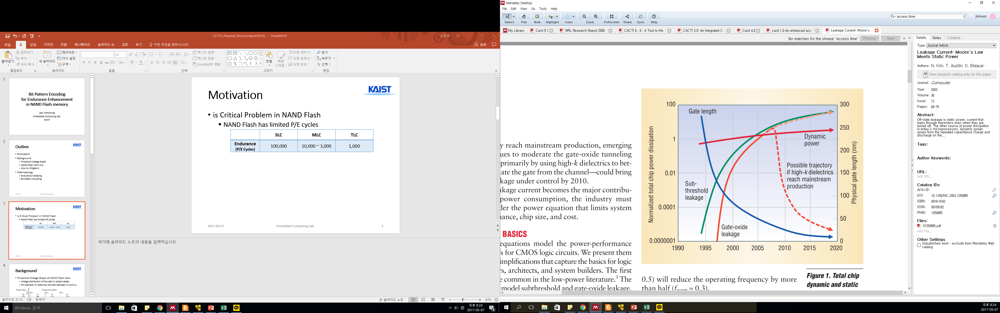 CS710_Proposal_WonyoungLee(Print) - PowerPoint
김진권
파일
홈
삽입
디자인
전환
애니메이션
슬라이드 쇼
검토
보기
어떤 작업을 원하시나요?
공유
붙여넣기
잘라내기
복사
서식 복사
클립보드
새 슬라이드
레이아웃
다시 설정
구역
슬라이드
24
글꼴
단락
텍스트 방향
텍스트 맞춤
SmartArt로 변환
정렬
빠른
스타일
도형 채우기
도형 윤곽선
도형 효과
그리기
찾기
바꾸기
선택
편집
1
Bit Pattern Encoding
for Endurance Enhancement
in NAND Flash memory
Lee, Wonyoung
Embedded Computing Lab.
KAIST
2
Outline
KAIST
• Motivation
• Background
• Threshold Voltage Graph
• NAND Flash Worn-out
• How to mitigate it
• Methodology
• Endurance Modeling
• Bit Pattern Encoding
3
Motivation
KAIST
• is Critical Problem in NAND Flash
▪ NAND Flash has limited P/E cycles
SLC MLC TLC
Endurance 100,000 10,000 ~ 3,000 1,000
(P/E Cycles)
4
Background
KAIST
• Threshold Voltage Graph of NAND Flash Cells
• Voltage distribution of the cells in certain states
• For example, P1 state has 100 cells between 1V and 2V,
Erased State Programmed States
KAIST
Motivation
• is Critical Problem in NAND Flash
▪ NAND Flash has limited P/E cycles
SLC MLC TLC
Endurance 100,000 10,000 ~ 3,000 1,000
(P/E Cycles)
2017-05-07 Embedded Computing Lab. 3
여기에 슬라이드 노트의 내용을 입력하십시오
슬라이드 3/10 한국어
슬라이드 노트
84%
Windows 검색
오후 8:24
2017-05-07
Mendeley Desktop
File Edit View Go Tools Help
Select Pan Note Highlight Color Zoom Fullscreen Share Sync Help
access time
jinkwon
My Library
Cacti 5,1
WRL Research Report 2000···
CACTI 6 , 0 : A Tool to Mo···
CACTI 3,0: An Integrated C···
Cacti 4,0
cacti 1,0 An enhanced acc···
Leakage Current: Moore's ···
No matches for the phrase 'access time'
Previous
Next
y reach mainstream production, emerging
ues to moderate the gate-oxide tunneling
primarily by using high-k dielectrics to bet-
ate the gate from the channel—could bring
kage under control by 2010.
akage current becomes the major contribu-
power consumption, the industry must
der the power equation that limits system
nance, chip size, and cost.
BASICS
equations model the power-performance
s for CMOS logic circuits. We present them
implifications that capture the basics for logic
rs, architects, and system builders. The first
e common in the low-power literature.3 The
model subthreshold and gate-oxide leakage.
Normalized total chip power dissipation
100
1
0.01
0.0001
0.0000001
300
250
200
150
100
50
0
Physical gate length (nm)
Gate length
Dynamic
power
Possible trajectory
if high-k dielectrics
reach mainstream
production
Sub-
threshold
leakage
Gate-oxide
leakage
1990 1995 2000 2005 2010 2015 2020
Figure 1. Total chip
dynamic and static
0.5) will reduce the operating frequency by more
than half (fnorm ≈ 0.3).
Details Notes Contents
Type: Journal Article
Leakage Current: Moore's Law
Meets Static Power
Authors: N. Kim, T. Austin, D. Blaauw···
View research catalog entry for this paper
Journal: Computer
Year: 2003
Volume: 36
Issue: 12
Pages: 68-75
Abstract:
Off-state leakage is static power, current that
leaks through transistors even when they are
turned off, The other source of power dissipation
in today's microprocessors, dynamic power,
arises from the repeated capacitance charge and
discharge on the...
Tags:
Author Keywords:
URL:
Add URL...
Catalog IDs
ArXiv ID:
DOI: 10,1109/MC,2003,1250885
ISBN: 0018-9162
ISSN: 00189162
PMID: 1250885
Files:
01250885,pdf
Add File...
Other Settings
Unpublished work - exclude from Mendeley Web
catalog
오후 8:24
2017-05-07